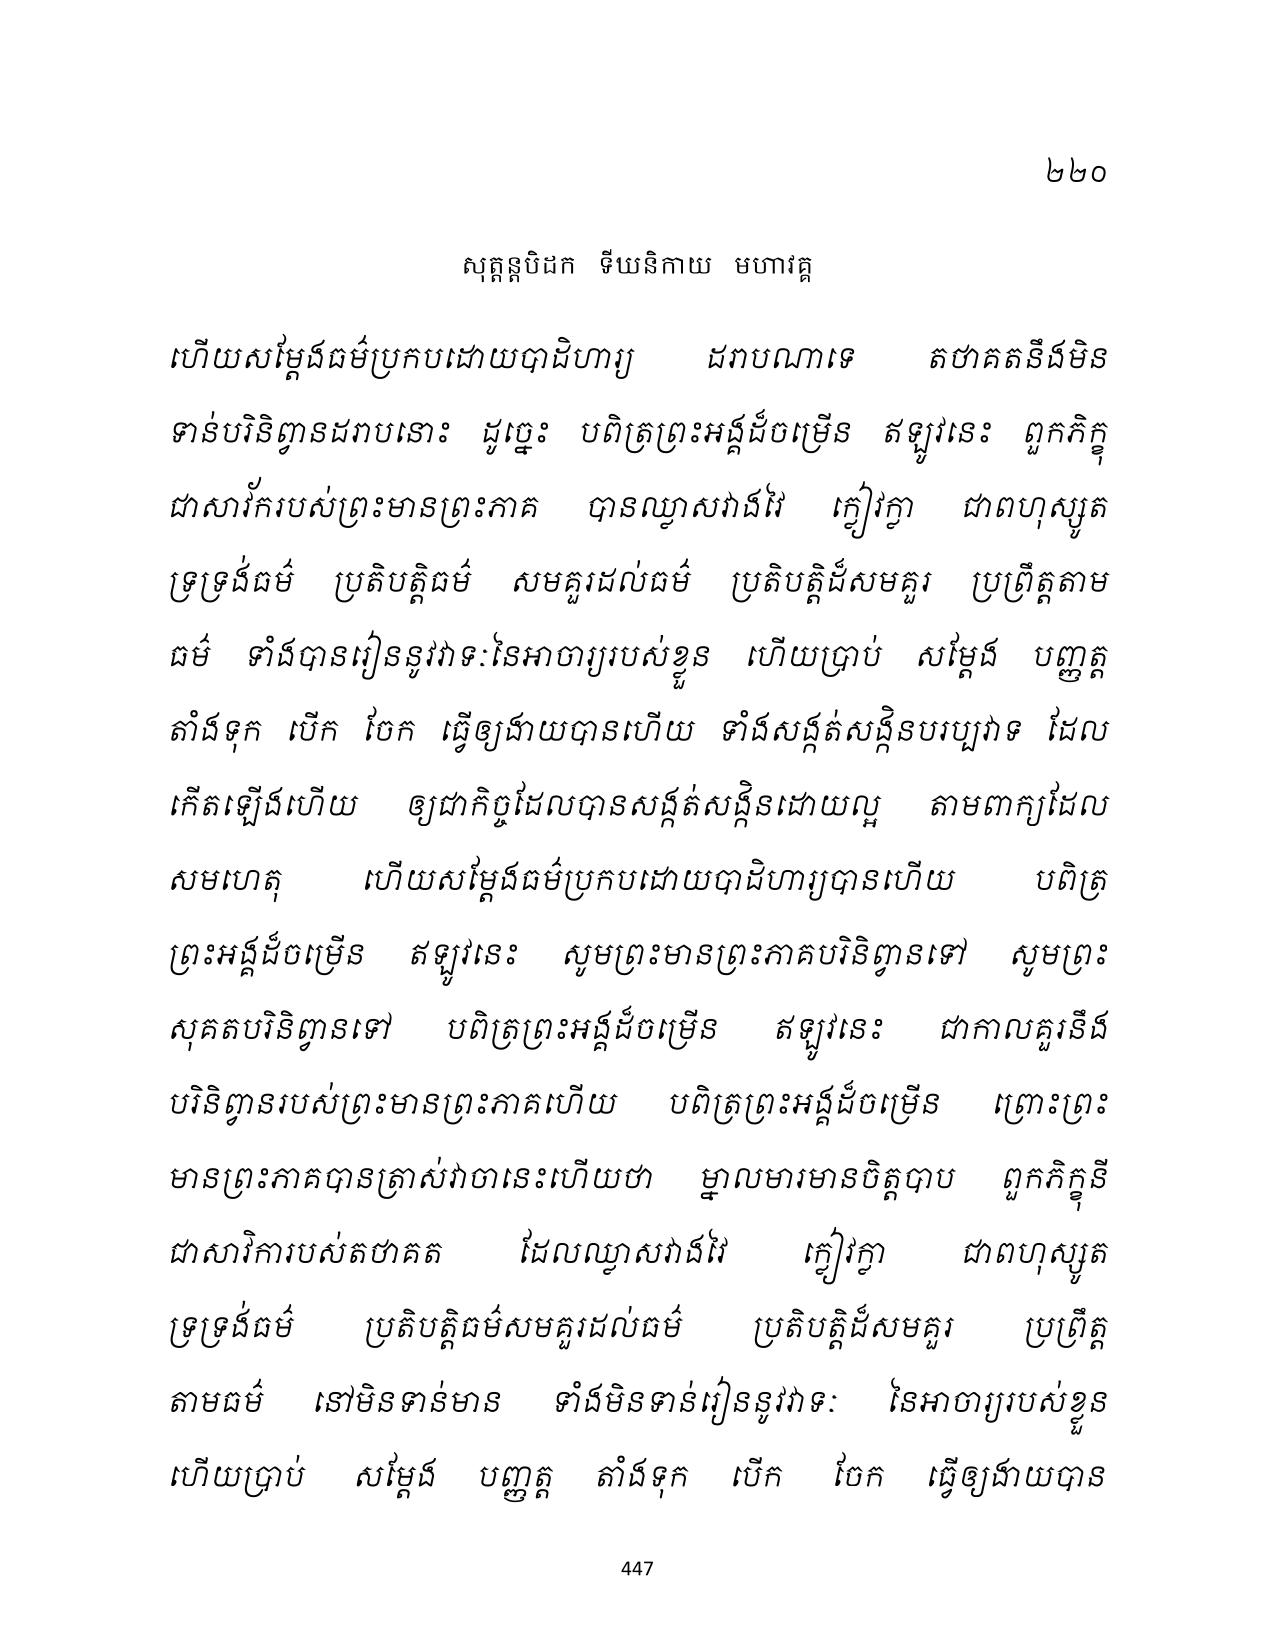 ២២០
សុត្តន្តបិដក ទីឃនិកាយ មហាវគ្គ
ហើយសម្ដែងធម៌ប្រកបដោយបាដិហារ្យ ដរាបណាទេ តថាគតនឹងមិន
ទាន់បរិនិព្វានដរាបនោះ ដូច្នេះ បពិត្រព្រះអង្គដ៏ចម្រើន ឥឡូវនេះ ពួកភិក្ខុ
ជាសាវ័ករបស់ព្រះមានព្រះភាគ បានឈ្លាសវាងវៃ ក្លៀវក្លា ជាពហុស្សូត
ទ្រទ្រង់ធម៌ ប្រតិបត្តិធម៌ សមគួរដល់ធម៌ ប្រតិបត្តិដ៏សមគួរ ប្រព្រឹត្តតាម
ធម៌ ទាំងបានរៀននូវវាទៈនៃអាចារ្យរបស់ខ្លួន ហើយប្រាប់ សម្ដែង បញ្ញត្ត
តាំងទុក បើក ចែក ធ្វើឲ្យងាយបានហើយ ទាំងសង្កត់សង្កិនបរប្បវាទ ដែល
កើតឡើងហើយ ឲ្យជាកិច្ចដែលបានសង្កត់សង្កិនដោយល្អ តាមពាក្យដែល
សមហេតុ ហើយសម្ដែងធម៌ប្រកបដោយបាដិហារ្យបានហើយ បពិត្រ
ព្រះអង្គដ៏ចម្រើន ឥឡូវនេះ សូមព្រះមានព្រះភាគបរិនិព្វានទៅ សូមព្រះ
សុគតបរិនិព្វានទៅ បពិត្រព្រះអង្គដ៏ចម្រើន ឥឡូវនេះ ជាកាលគួរនឹង
បរិនិព្វានរបស់ព្រះមានព្រះភាគហើយ បពិត្រព្រះអង្គដ៏ចម្រើន ព្រោះព្រះ
មានព្រះភាគបានត្រាស់វាចានេះហើយថា ម្នាលមារមានចិត្តបាប ពួកភិក្ខុនី
ជាសាវិការបស់តថាគត ដែលឈ្លាសវាងវៃ ក្លៀវក្លា ជាពហុស្សូត
ទ្រទ្រង់ធម៌ ប្រតិបត្តិធម៌សមគួរដល់ធម៌ ប្រតិបត្តិដ៏សមគួរ ប្រព្រឹត្ត
តាមធម៌ នៅមិនទាន់មាន ទាំងមិនទាន់រៀននូវវាទៈ នៃអាចារ្យរបស់ខ្លួន
ហើយប្រាប់ សម្ដែង បញ្ញត្ត តាំងទុក បើក ចែក ធ្វើឲ្យងាយបាន
447